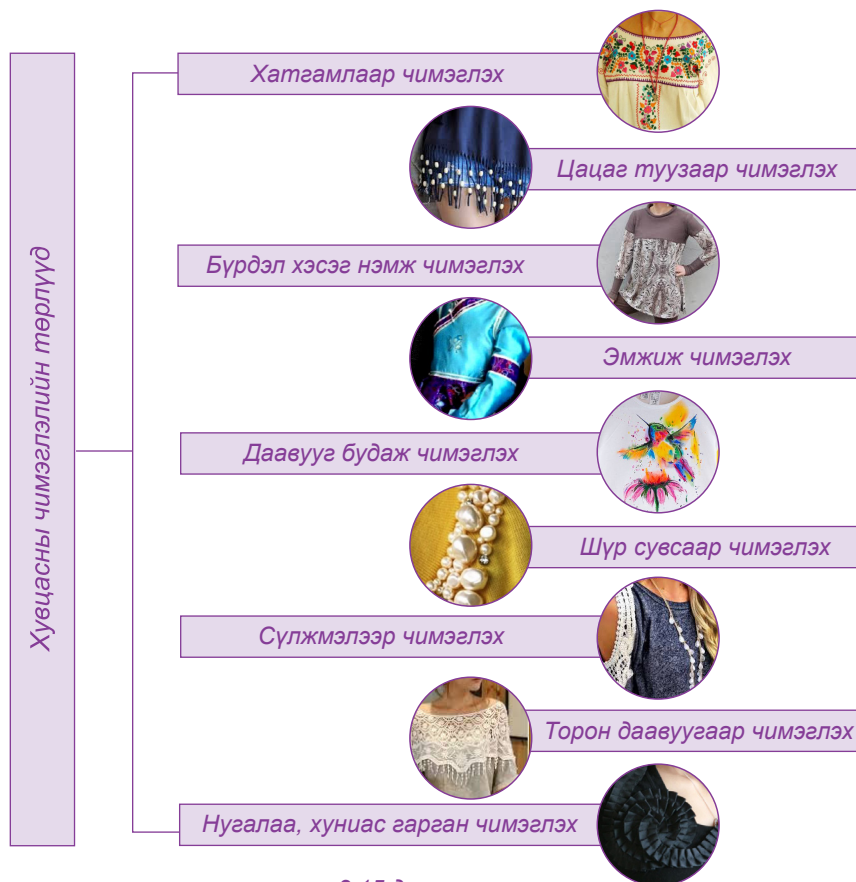 Хувцасны чимэглэлийн төрлүүд
Хатгамлаар чимэглэх
Цацаг туузаар чимэглэх
Бүрдэл хэсэг нэмж чимэглэх
Эмжиж чимэглэх
Даавууг будаж чимэглэх
Шүр сувсаар чимэглэх
Сүлжмэлээр чимэглэх
Торон даавуугаар чимэглэх
Нугалаа, хуниас гарган чимэглэх